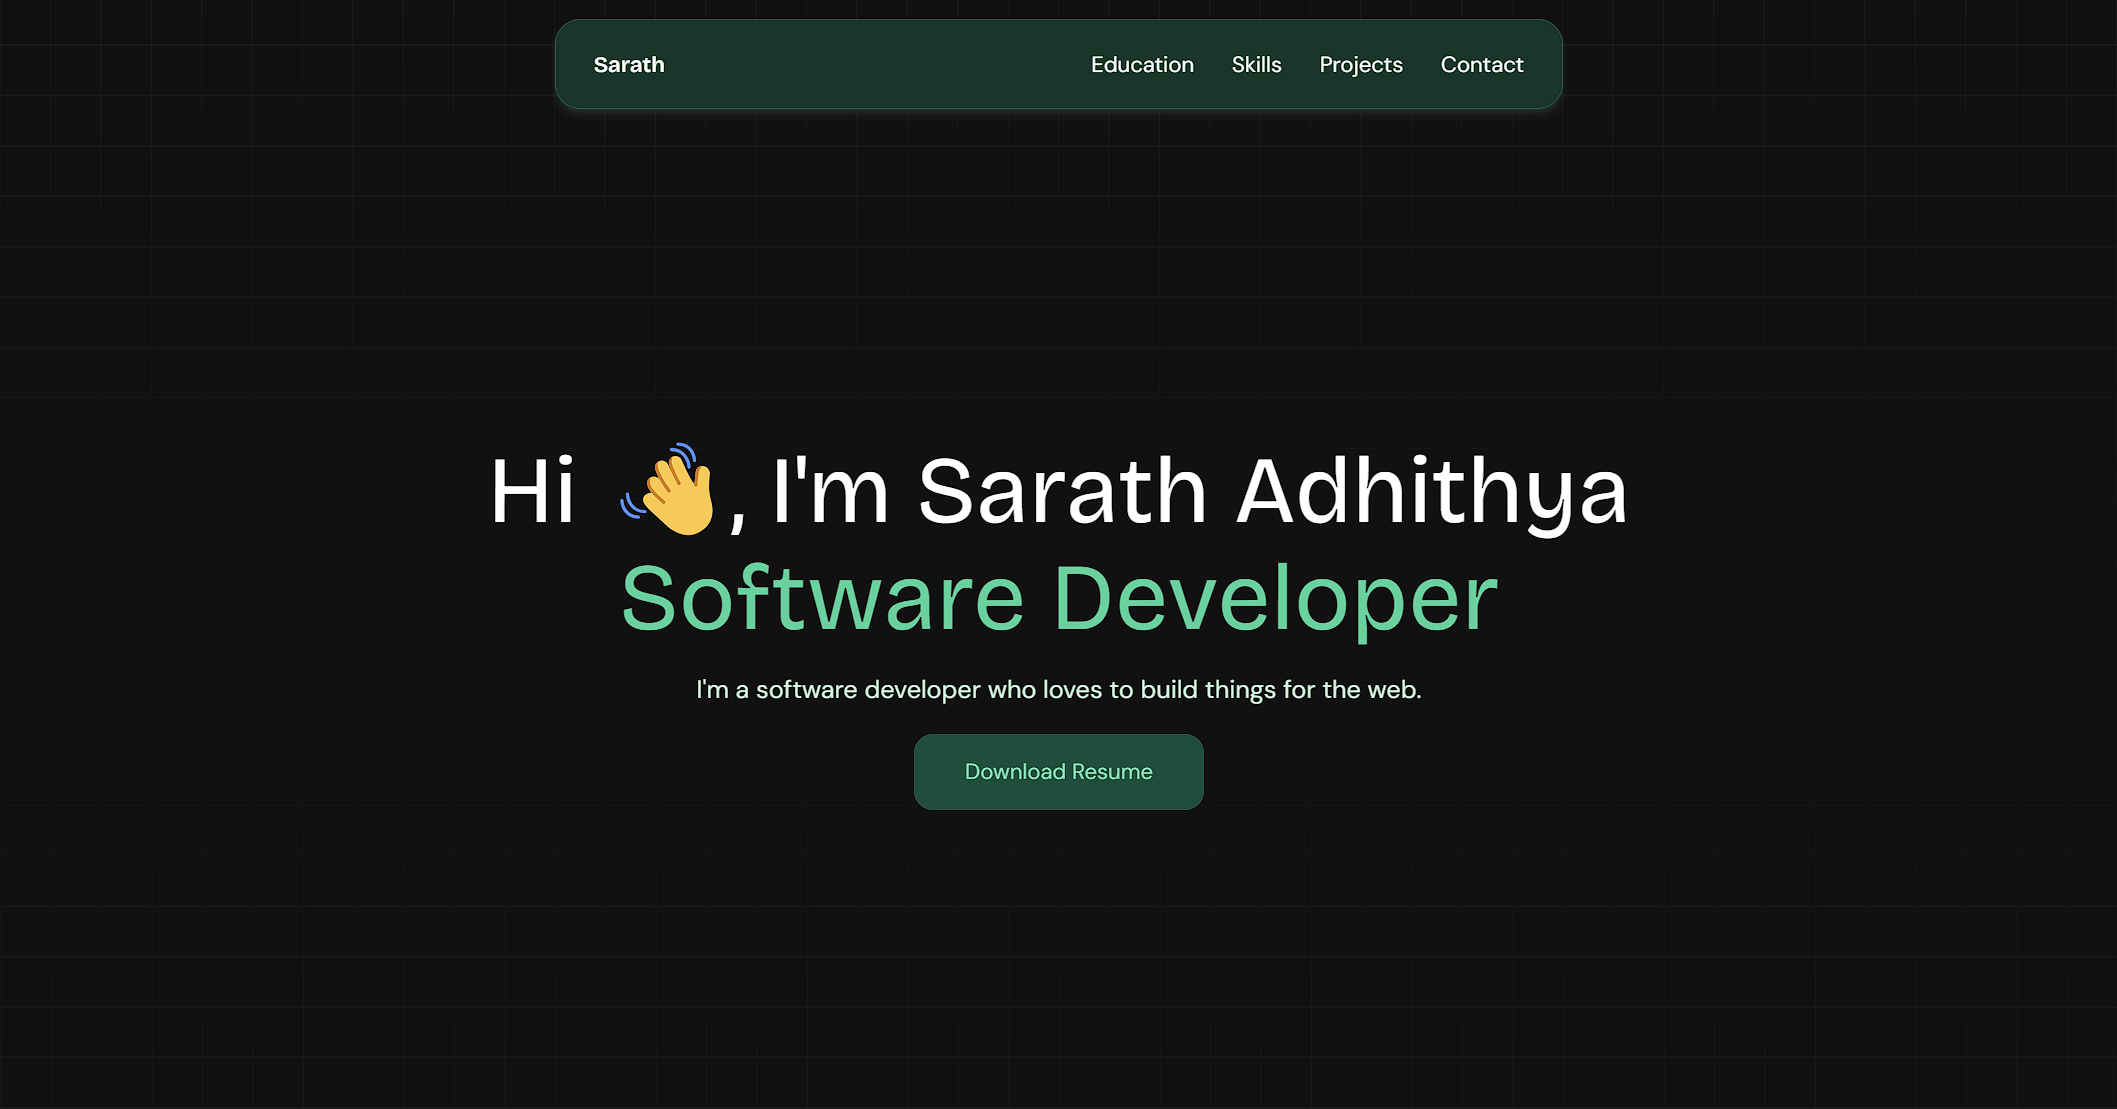 Sarath Education Skills Projects Contact
Hi 👋, I'm Sarath Adhithya
Software Developer
I'm a software developer who loves to build things for the web.
Download Resume